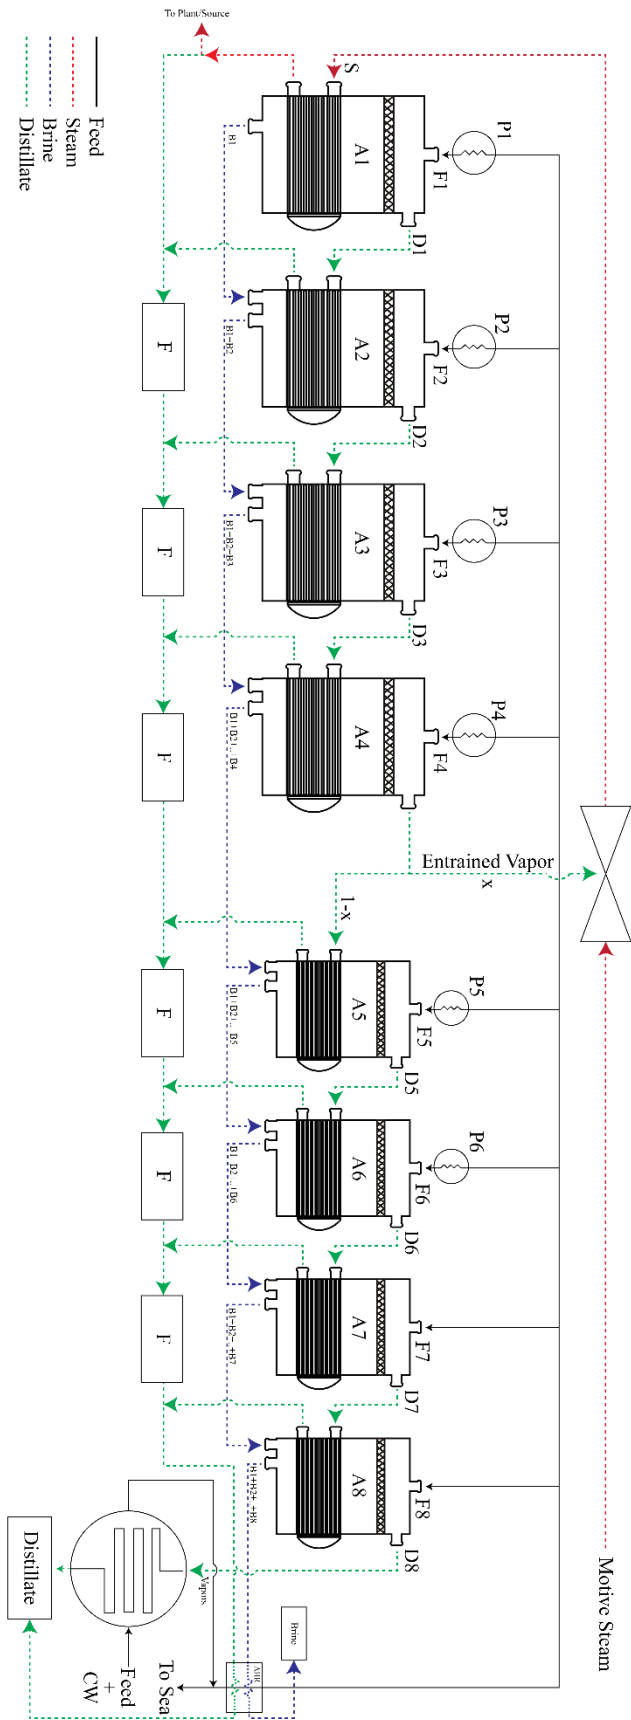 Motive Steam
P1
P2
P3
P4
P5
P6
F1
F2
F3
F4
F5
F6
F7
F8
Entrained Vapor
x
D1
D2
D3
D5
D6
D7
D8
S
1-x
A1
A2
A3
A4
A5
A6
A7
A8
B1
B1+B2
B1+B2+B3
B1+B2+..+B8
Vapors
AHR
Brine
To Plant/Source
F
F
F
F
F
F
To Sea
Feed
+
CW
Distillate
Feed
Steam
Brine
Distillate